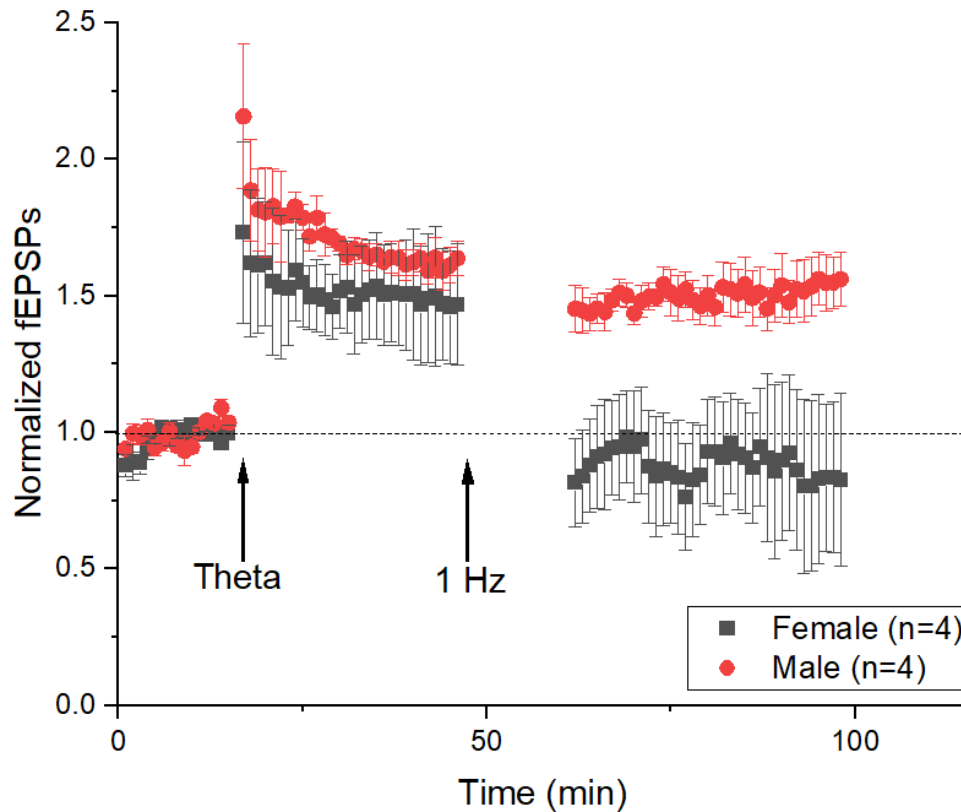 2.5
2.0
1.5
1.0
0.5
0.0
Normalized fEPSPs
Theta
1 Hz
Female (n=4)
Male (n=4)
0
50
100
Time (min)